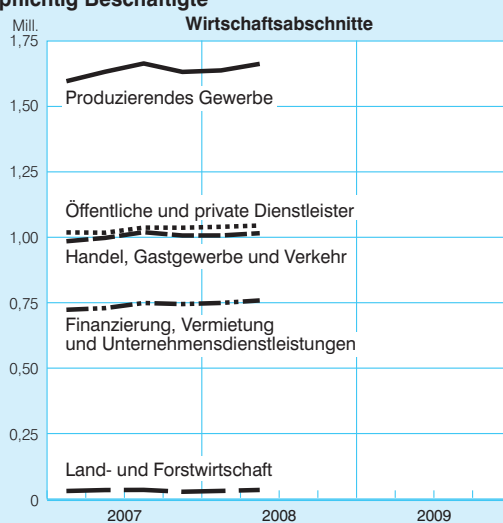 Beschäftigte
Wirtschaftsabschnitte
Mill.
1,75
Produzierendes Gewerbe
1,50
1,25
Öffentliche und private Dienstleister
1,00
Handel, Gastgewerbe und Verkehr
0,75
Finanzierung, Vermietung
und Unternehmensdienstleistungen
0,50
0,25
Land- und Forstwirtschaft
0
2007 2008 2009